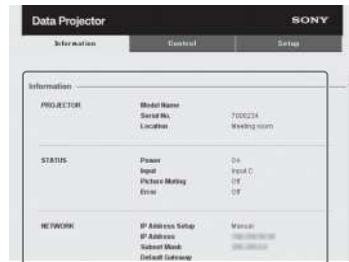 Data Projector SONY
Information Control Setup
Information
PROJECTOR Model Name
Serial No. 7000234
Location Meeting room
STATUS Power On
Input Input C
Picture Muting Off
Error Off
NETWORK IP Address Setup Manual
IP Address
Subnet Mask
Default Gateway